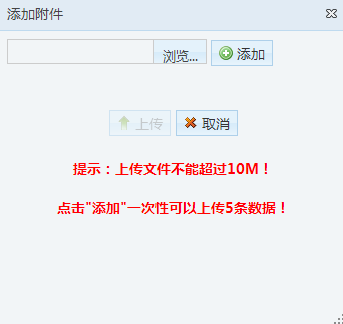 添加附件
浏览... 添加
上传 取消
提示：上传文件不能超过10M！
点击"添加"一次性可以上传5条数据！